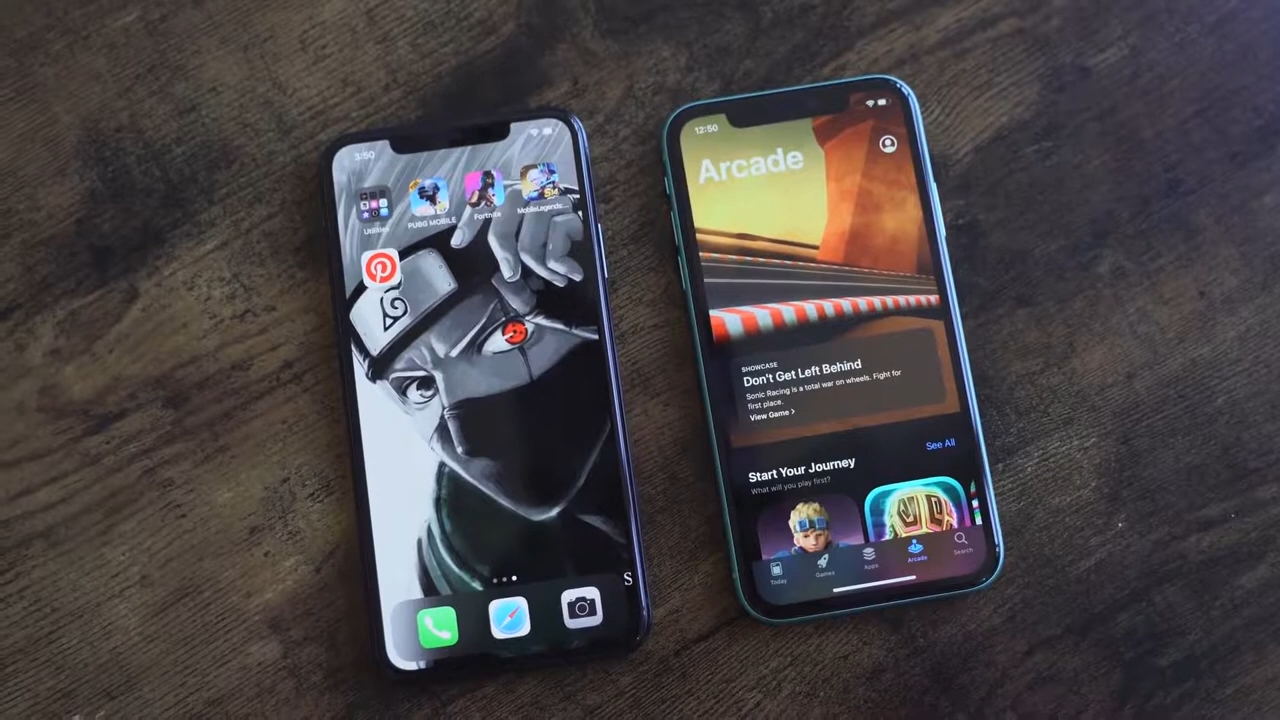 3:50
Utilities
PUBG MOBILE
Fortnite
MobileLegends:...
S
12:50
Arcade
SHOWCASE
Don't Get Left Behind
Sonic Racing is a total war on wheels. Fight for
first place.
View Game >
See All
Start Your Journey
What will you play first?
Today
Games
Apps
Arcade
Search